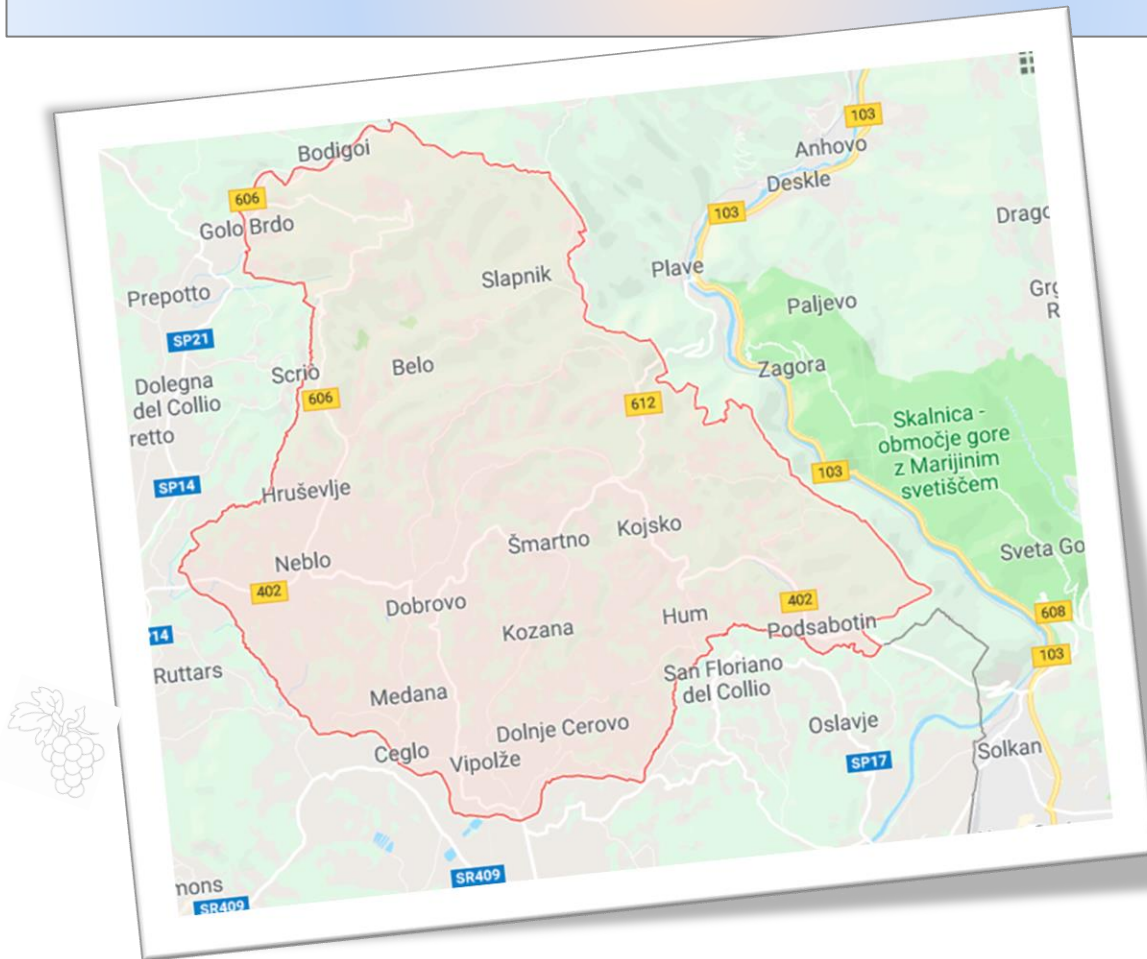 103
Anhovo
Bodigoi
Deskle
606
103
Golo Brdo
Drago
Plave
Slapnik
Prepotto
Paljevo
SP21
Scriò
Belo
Zagora
Dolegna
del Collio
606
612
retto
Skalnica -
območje gore
z Marijinim
svetiščem
SP14
103
Hruševlje
Kojsko
Šmartno
Neblo
Sveta Go
402
402
Dobrovo
Hum
608
Kozana
Podsabotin
14
103
Ruttars
San Floriano
del Collio
Medana
Oslavje
Dolnje Cerovo
Ceglo
Vipolže
Solkan
SP17
SR409
mons
SR409